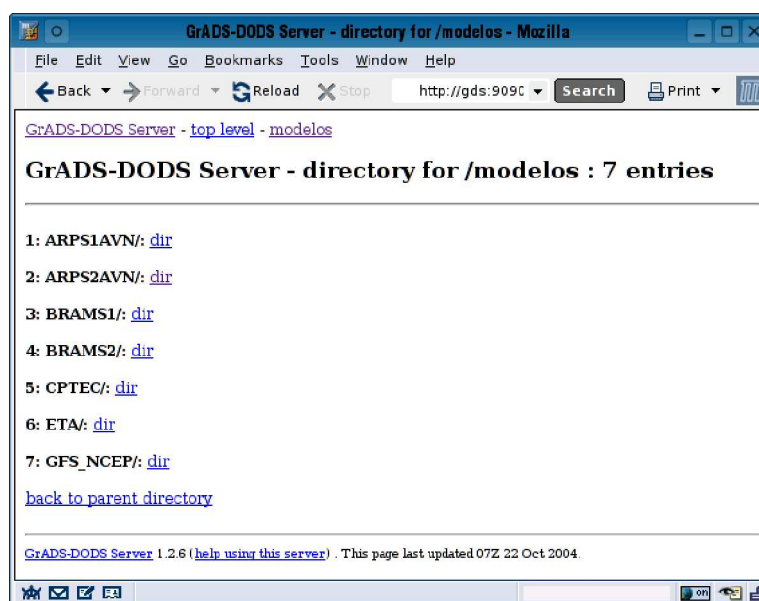 GrADS-DODS Server - directory for /modelos - Mozilla
File Edit View Go Bookmarks Tools Window Help
Back Forward Reload Stop http://gds:9090 Search Print
GrADS-DODS Server - top level - modelos
GrADS-DODS Server - directory for /modelos : 7 entries
1: ARPS1AVN/: dir
2: ARPS2AVN/: dir
3: BRAMS1/: dir
4: BRAMS2/: dir
5: CPTEC/: dir
6: ETA/: dir
7: GFS_NCEP/: dir
back to parent directory
GrADS-DODS Server 1.2.6 (help using this server) . This page last updated 07Z 22 Oct 2004.
on